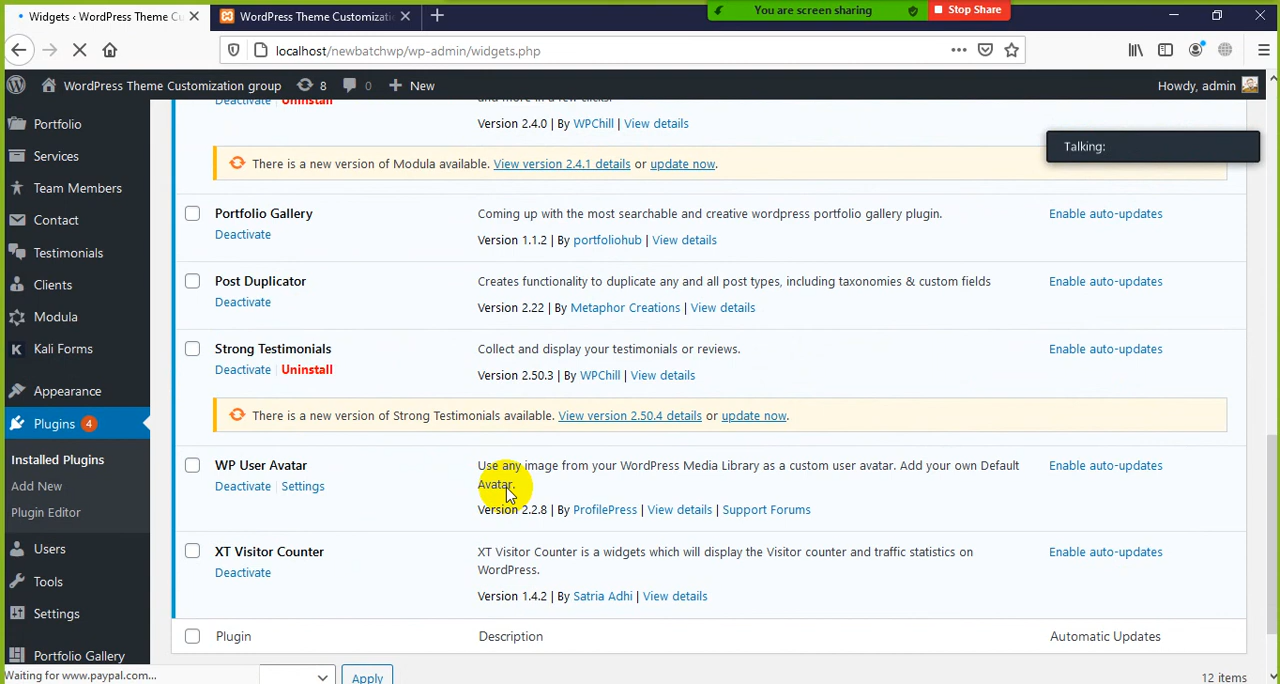 Widgets ‹ WordPress Theme Cu
WordPress Theme Customizati
You are screen sharing
Stop Share
localhost/newbatchwp/wp-admin/widgets.php
WordPress Theme Customization group
8
0
New
Howdy, admin
Talking:
Portfolio
Services
Team Members
Contact
Testimonials
Clients
Modula
Kali Forms
Appearance
Plugins 4
Installed Plugins
Add New
Plugin Editor
Users
Tools
Settings
Portfolio Gallery
Deactivate | Uninstall
and more in a few clicks!
Version 2.4.0 | By WPChill | View details
There is a new version of Modula available. View version 2.4.1 details or update now.
Portfolio Gallery
Deactivate
Coming up with the most searchable and creative wordpress portfolio gallery plugin.
Version 1.1.2 | By portfoliohub | View details
Enable auto-updates
Post Duplicator
Deactivate
Creates functionality to duplicate any and all post types, including taxonomies & custom fields
Version 2.22 | By Metaphor Creations | View details
Enable auto-updates
Strong Testimonials
Deactivate | Uninstall
Collect and display your testimonials or reviews.
Version 2.50.3 | By WPChill | View details
Enable auto-updates
There is a new version of Strong Testimonials available. View version 2.50.4 details or update now.
WP User Avatar
Deactivate | Settings
Use any image from your WordPress Media Library as a custom user avatar. Add your own Default
Avatar.
Version 2.2.8 | By ProfilePress | View details | Support Forums
Enable auto-updates
XT Visitor Counter
Deactivate
XT Visitor Counter is a widgets which will display the Visitor counter and traffic statistics on
WordPress.
Version 1.4.2 | By Satria Adhi | View details
Enable auto-updates
Plugin
Description
Automatic Updates
Apply
12 items
Waiting for www.paypal.com...